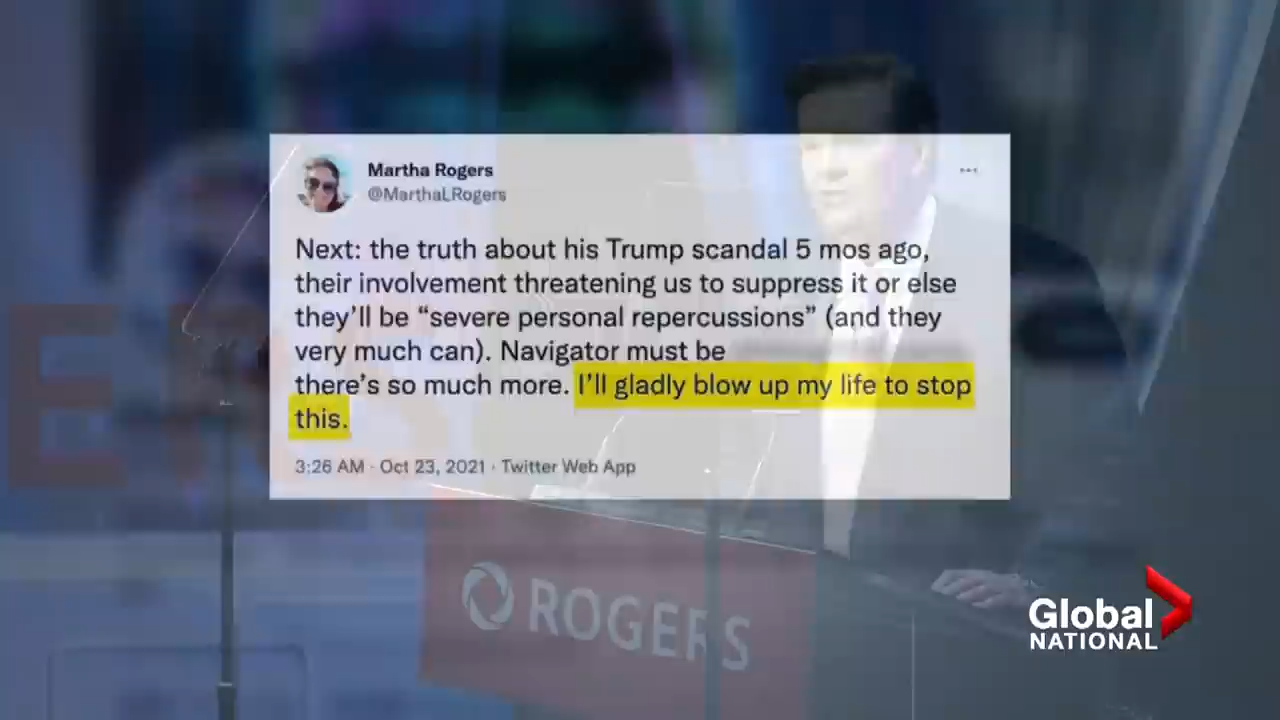 Martha Rogers
@MarthaLRogers
Next: the truth about his Trump scandal 5 mos ago,
their involvement threatening us to suppress it or else
they'll be “severe personal repercussions” (and they
very much can). Navigator must be
there's so much more. I'll gladly blow up my life to stop
this.
3:26 AM · Oct 23, 2021 · Twitter Web App
ROGERS
Global
NATIONAL